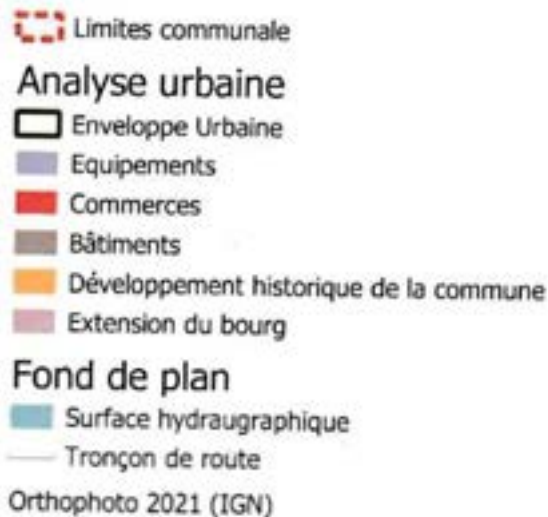 Limites communale
Analyse urbaine
Enveloppe Urbaine
Equipements
Commerces
Bâtiments
Développement historique de la commune
Extension du bourg
Fond de plan
Surface hydraugraphique
Tronçon de route
Orthophoto 2021 (IGN)